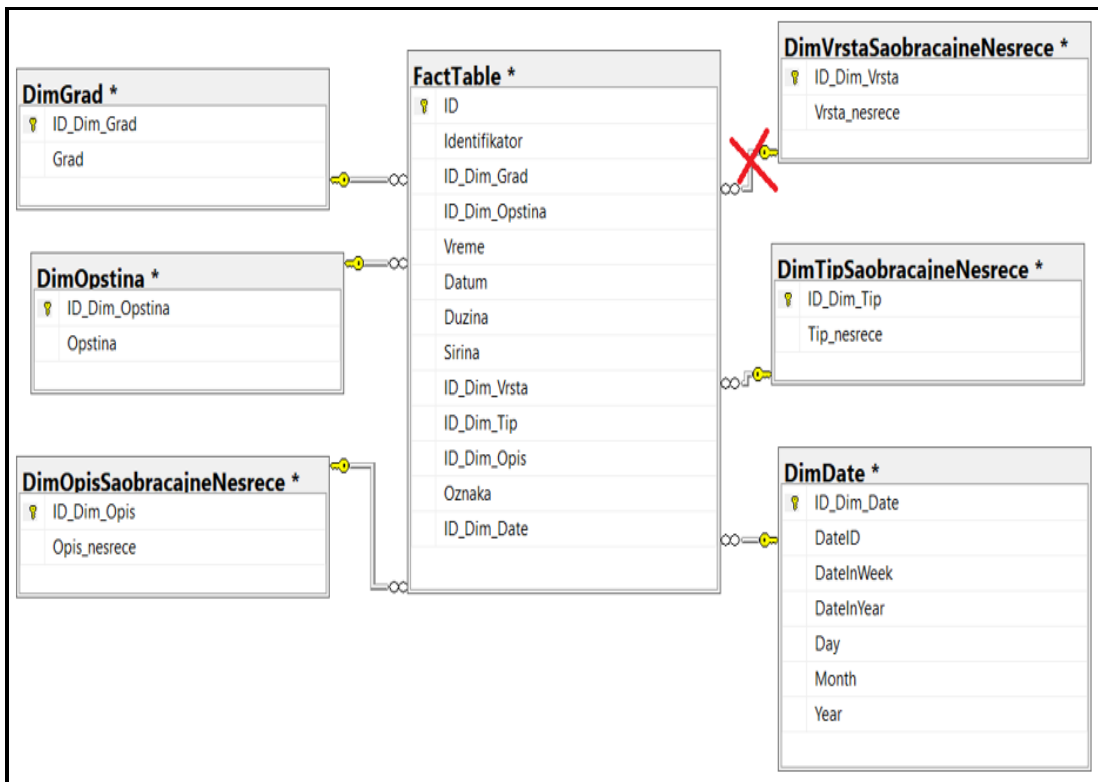 DimGrad *
ID_Dim_Grad
Grad
DimOpstina *
ID_Dim_Opstina
Opstina
DimOpisSaobracajneNesrece *
ID_Dim_Opis
Opis_nesrece
FactTable *
ID
Identifikator
ID_Dim_Grad
ID_Dim_Opstina
Vreme
Datum
Duzina
Sirina
ID_Dim_Vrsta
ID_Dim_Tip
ID_Dim_Opis
Oznaka
ID_Dim_Date
DimVrstaSaobracajneNesrece *
ID_Dim_Vrsta
Vrsta_nesrece
DimTipSaobracajneNesrece *
ID_Dim_Tip
Tip_nesrece
DimDate *
ID_Dim_Date
DateID
DateInWeek
DateInYear
Day
Month
Year